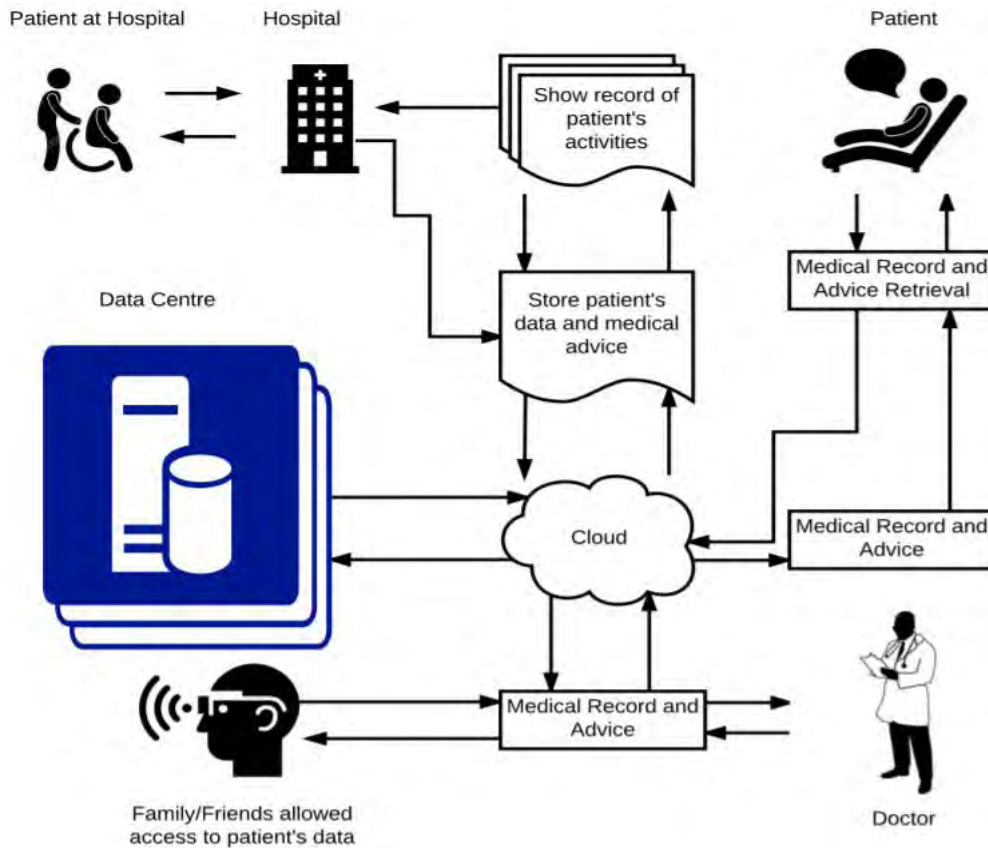 Patient at Hospital
Hospital
Patient
Show record of
patient's
activities
Medical Record and
Advice Retrieval
Data Centre
Store patient's
data and medical
advice
Cloud
Medical Record and
Advice
Medical Record and
Advice
Family/Friends allowed
access to patient's data
Doctor